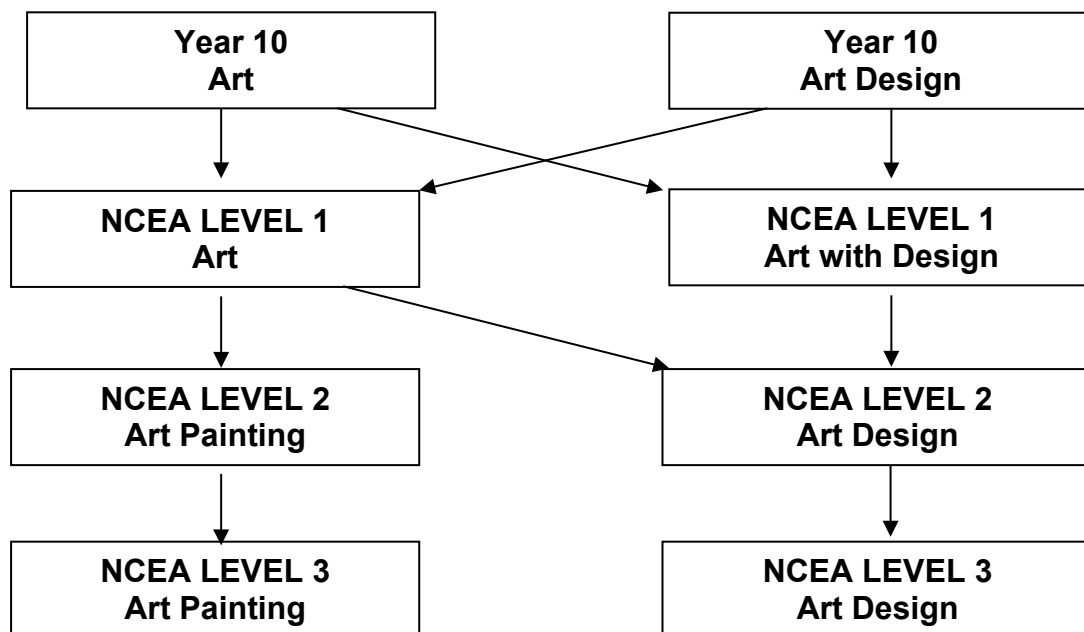 Year 10
Art
Year 10
Art Design
NCEA LEVEL 1
Art
NCEA LEVEL 1
Art with Design
NCEA LEVEL 2
Art Painting
NCEA LEVEL 2
Art Design
NCEA LEVEL 3
Art Painting
NCEA LEVEL 3
Art Design